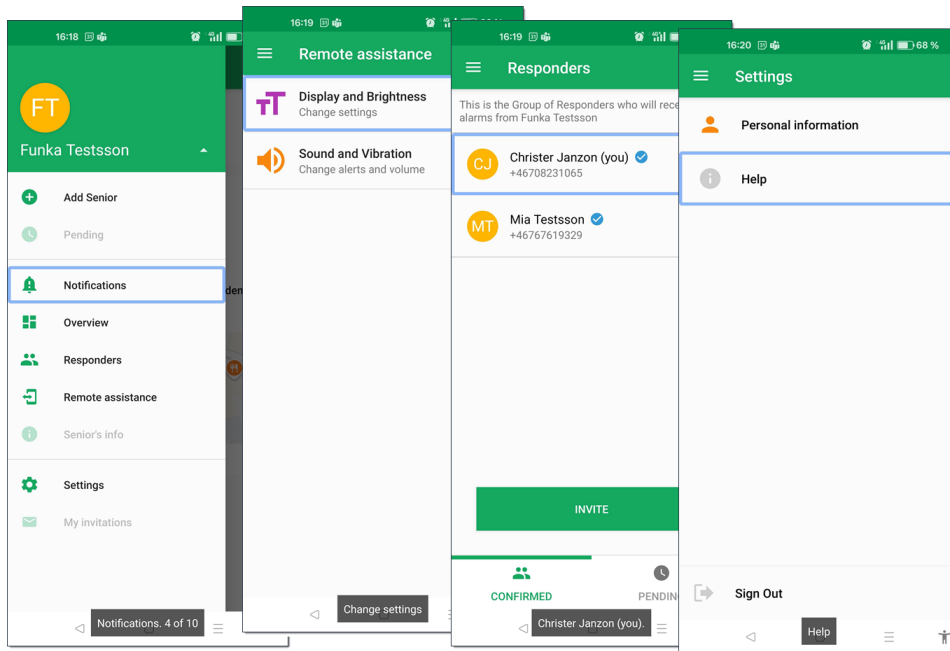 16:18
FT
Funka Testsson
Add Senior
Pending
Notifications
Overview
Responders
Remote assistance
Senior's info
Settings
My invitations
Notifications. 4 of 10
16:19
Remote assistance
Display and Brightness
Change settings
Sound and Vibration
Change alerts and volume
Change settings
16:19
Responders
This is the Group of Responders who will rece
alarms from Funka Testsson
CJ
Christer Janzon (you)
+46708231065
MT
Mia Testsson
+46767619329
INVITE
CONFIRMED
PENDIN
Christer Janzon (you).
16:20
68 %
Settings
Personal information
Help
Sign Out
Help